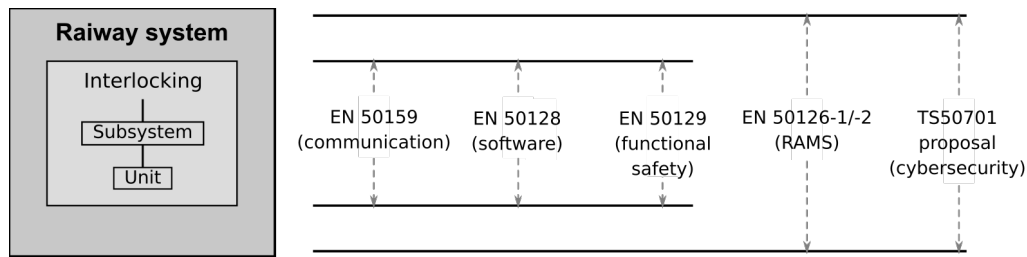 Raiway system
Interlocking
Subsystem
Unit
EN 50159
(communication)
EN 50128
(software)
EN 50129
(functional
safety)
EN 50126-1/-2
(RAMS)
TS50701
proposal
(cybersecurity)